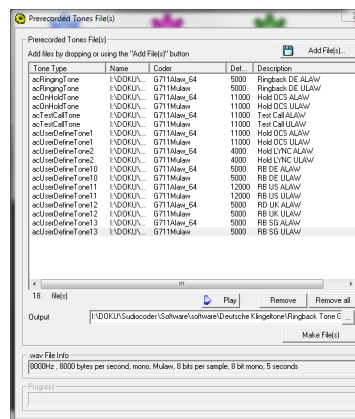 Prerecorded Tones File(s)
Prerecorded Tones File(s)
Add files by dropping or using the "Add File(s)" button
Add File(s)...
Tone Type Name Coder Def... Description
acRingingTone I:\DOKU\... G711Alaw_64 5000 Ringback DE ALAW
acRingingTone I:\DOKU\... G711Mulaw 5000 Ringback DE ULAW
acOnHoldTone I:\DOKU\... G711Alaw_64 11000 Hold OCS ALAW
acOnHoldTone I:\DOKU\... G711Mulaw 11000 Hold OCS ULAW
acTestCallTone I:\DOKU\... G711Alaw_64 5000 Test Call ALAW
acTestCallTone I:\DOKU\... G711Mulaw 5000 Test Call ULAW
acUserDefineTone1 I:\DOKU\... G711Alaw_64 11000 Hold OCS ALAW
acUserDefineTone1 I:\DOKU\... G711Mulaw 11000 Hold OCS ULAW
acUserDefineTone2 I:\DOKU\... G711Alaw_64 4000 Hold LYNC ALAW
acUserDefineTone2 I:\DOKU\... G711Mulaw 4000 Hold LYNC ULAW
acUserDefineTone10 I:\DOKU\... G711Alaw_64 5000 RB DE ALAW
acUserDefineTone10 I:\DOKU\... G711Mulaw 5000 RB DE ULAW
acUserDefineTone11 I:\DOKU\... G711Alaw_64 12000 RB US ALAW
acUserDefineTone11 I:\DOKU\... G711Mulaw 12000 RB US ULAW
acUserDefineTone12 I:\DOKU\... G711Alaw_64 5000 RD UK ALAW
acUserDefineTone12 I:\DOKU\... G711Mulaw 5000 RB UK ULAW
acUserDefineTone13 I:\DOKU\... G711Alaw_64 5000 RB SG ALAW
acUserDefineTone13 I:\DOKU\... G711Mulaw 5000 RB SG ULAW
18 file(s)
Play Remove Remove all
Output I:\DOKU\Sudiocoder\Software\software\Deutsche Klingeltone\Ringback Tone G ...
Make File(s)
.wav File Info
8000Hz , 8000 bytes per second, mono, Mulaw, 8 bits per sample, 8 bit mono, 5 seconds
Progress